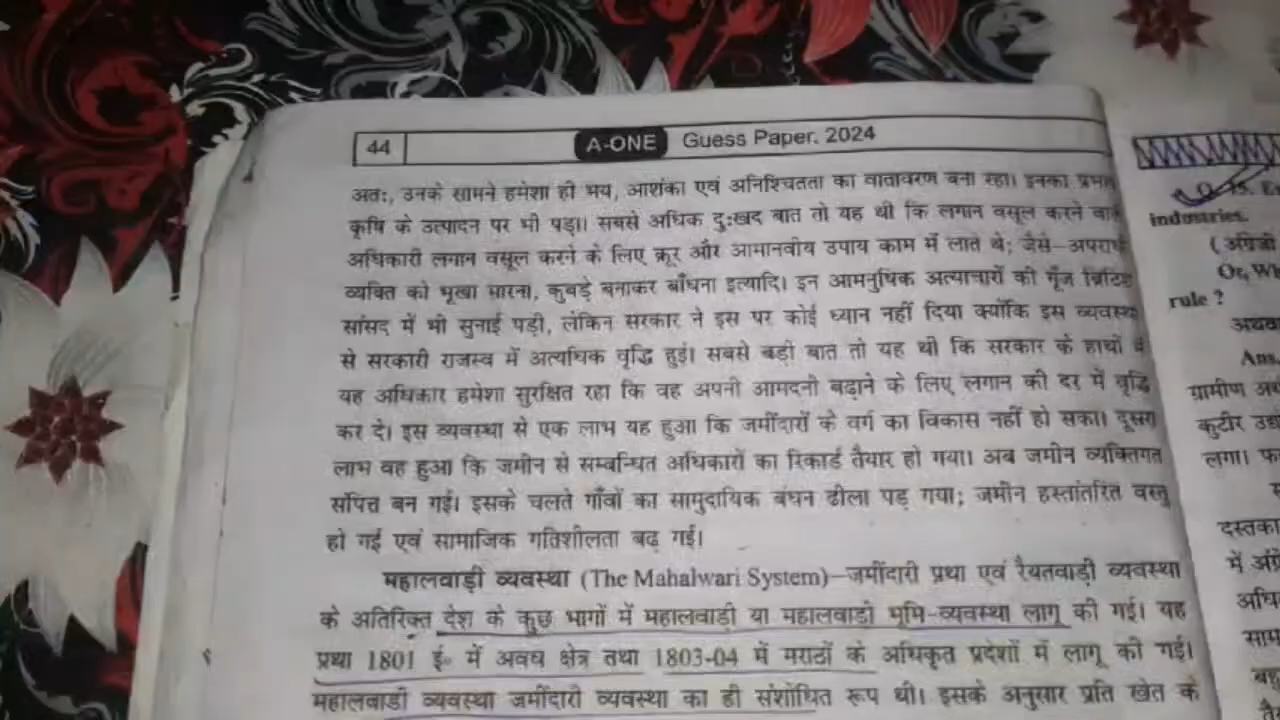 44 A-ONE Guess Paper, 2024
अतः, उनके सामने हमेशा ही भय, आशंका एवं अनिश्चितता का वातावरण बना रहा। इनका
कृषि के उत्पादन पर भी पड़ा। सबसे अधिक दुःखद बात तो यह थी कि लगान वसूल करने
अधिकारी लगान वसूल करने के लिए क्रूर और आमानवीय उपाय काम में लाते थे; जैसे–
व्यक्ति को भूखा मारना, कुबड़े बनाकर बाँधना इत्यादि। इन आमनुषिक अत्याचारों की गूँज ब्रिटिश
सांसद में भी सुनाई पड़ी, लेकिन सरकार ने इस पर कोई ध्यान नहीं दिया क्योंकि इस व्यवस्था
से सरकारी राजस्व में अत्यधिक वृद्धि हुई। सबसे बड़ी बात तो यह थी कि सरकार के हाथों
यह अधिकार हमेशा सुरक्षित रहा कि वह अपनी आमदनी बढ़ाने के लिए लगान की दर में वृद्धि
कर दे। इस व्यवस्था से एक लाभ यह हुआ कि जमींदारों के वर्ग का विकास नहीं हो सका। दूसरा
लाभ वह हुआ कि जमीन से सम्बन्धित अधिकारों का रिकार्ड तैयार हो गया। अब जमीन व्यक्तिगत
संपित्त बन गई। इसके चलते गाँवों का सामुदायिक बंधन ढीला पड़ गया; जमीन हस्तांतरित वस्तु
हो गई एवं सामाजिक गतिशीलता बढ़ गई।
महालवाड़ी व्यवस्था (The Mahalwari System)–जमींदारी प्रथा एवं रैयतवाड़ी व्यवस्था
के अतिरिक्त देश के कुछ भागों में महालवाड़ी या महालवाडी भूमि-व्यवस्था लागू की गई। यह
प्रथा 1801 ई० में अवध क्षेत्र तथा 1803-04 में मराठों के अधिकृत प्रदेशों में लागू की गई।
महालवाडी व्यवस्था जमींदारी व्यवस्था का ही संशोधित रूप थी। इसके अनुसार प्रति खेत के
15.
industries.
(अंग्रेजी
Or,
rule ?
Ans.
ग्रामीण
कुटीर
लगा।
में